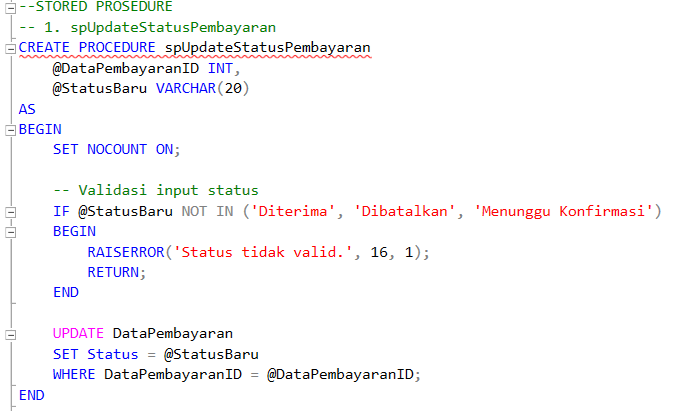 --STORED PROSEDURE
-- 1. spUpdateStatusPembayaran
CREATE PROCEDURE spUpdateStatusPembayaran
    @DataPembayaranID INT,
    @StatusBaru VARCHAR(20)
AS
BEGIN
    SET NOCOUNT ON;

    -- Validasi input status
    IF @StatusBaru NOT IN ('Diterima', 'Dibatalkan', 'Menunggu Konfirmasi')
    BEGIN
        RAISERROR('Status tidak valid.', 16, 1);
        RETURN;
    END

    UPDATE DataPembayaran
    SET Status = @StatusBaru
    WHERE DataPembayaranID = @DataPembayaranID;
END